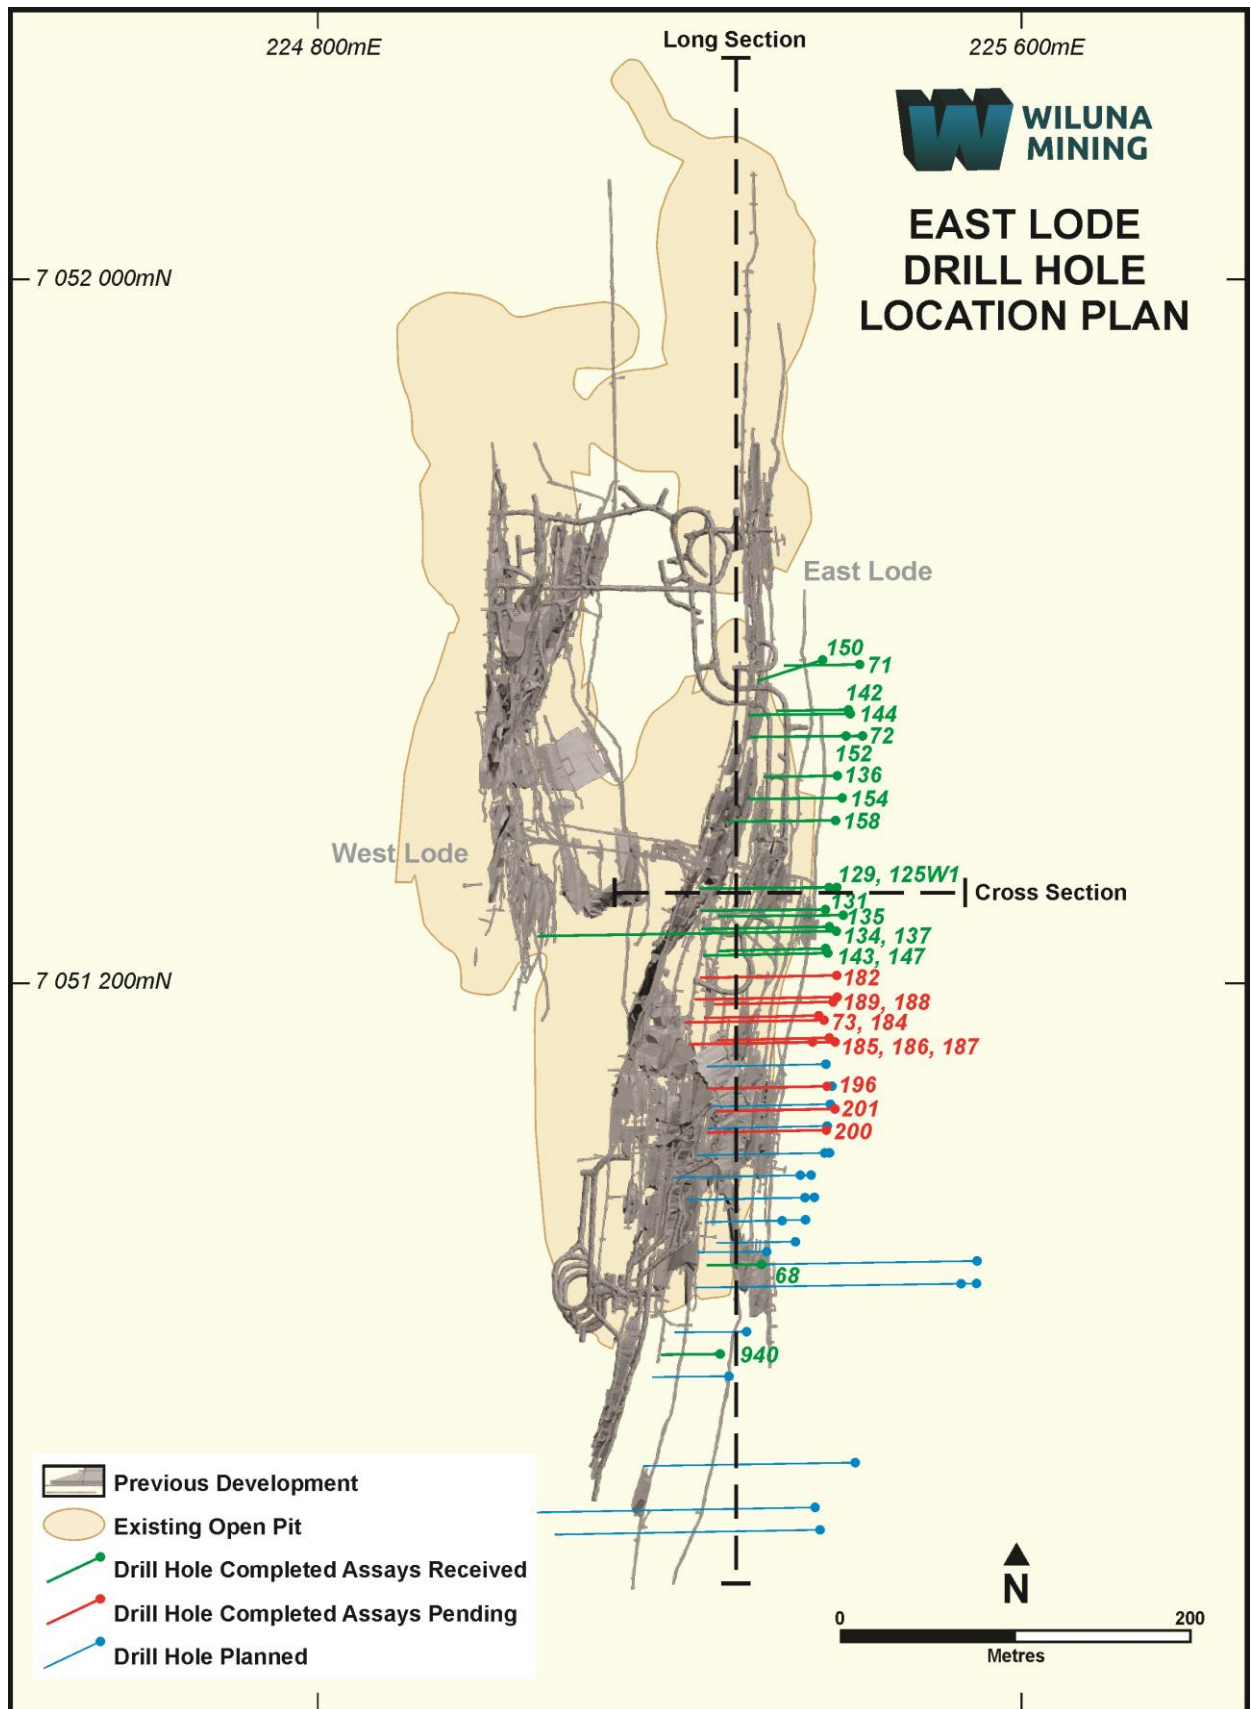 224 800mE
Long Section
225 600mE
WILUNA
MINING
EAST LODE
DRILL HOLE
LOCATION PLAN
7 052 000mN
East Lode
150
71
142
144
72
152
136
154
158
West Lode
129, 125W1
Cross Section
131
135
134, 137
143, 147
7 051 200mN
182
189, 188
73, 184
185, 186, 187
196
201
200
68
940
Previous Development
Existing Open Pit
Drill Hole Completed Assays Received
Drill Hole Completed Assays Pending
Drill Hole Planned
N
0 200
Metres